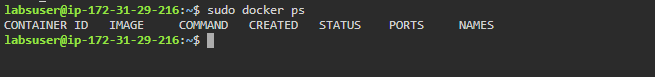 labsuser@ip-172-31-29-216:~$ sudo docker ps
CONTAINER ID   IMAGE     COMMAND   CREATED   STATUS    PORTS     NAMES
labsuser@ip-172-31-29-216:~$